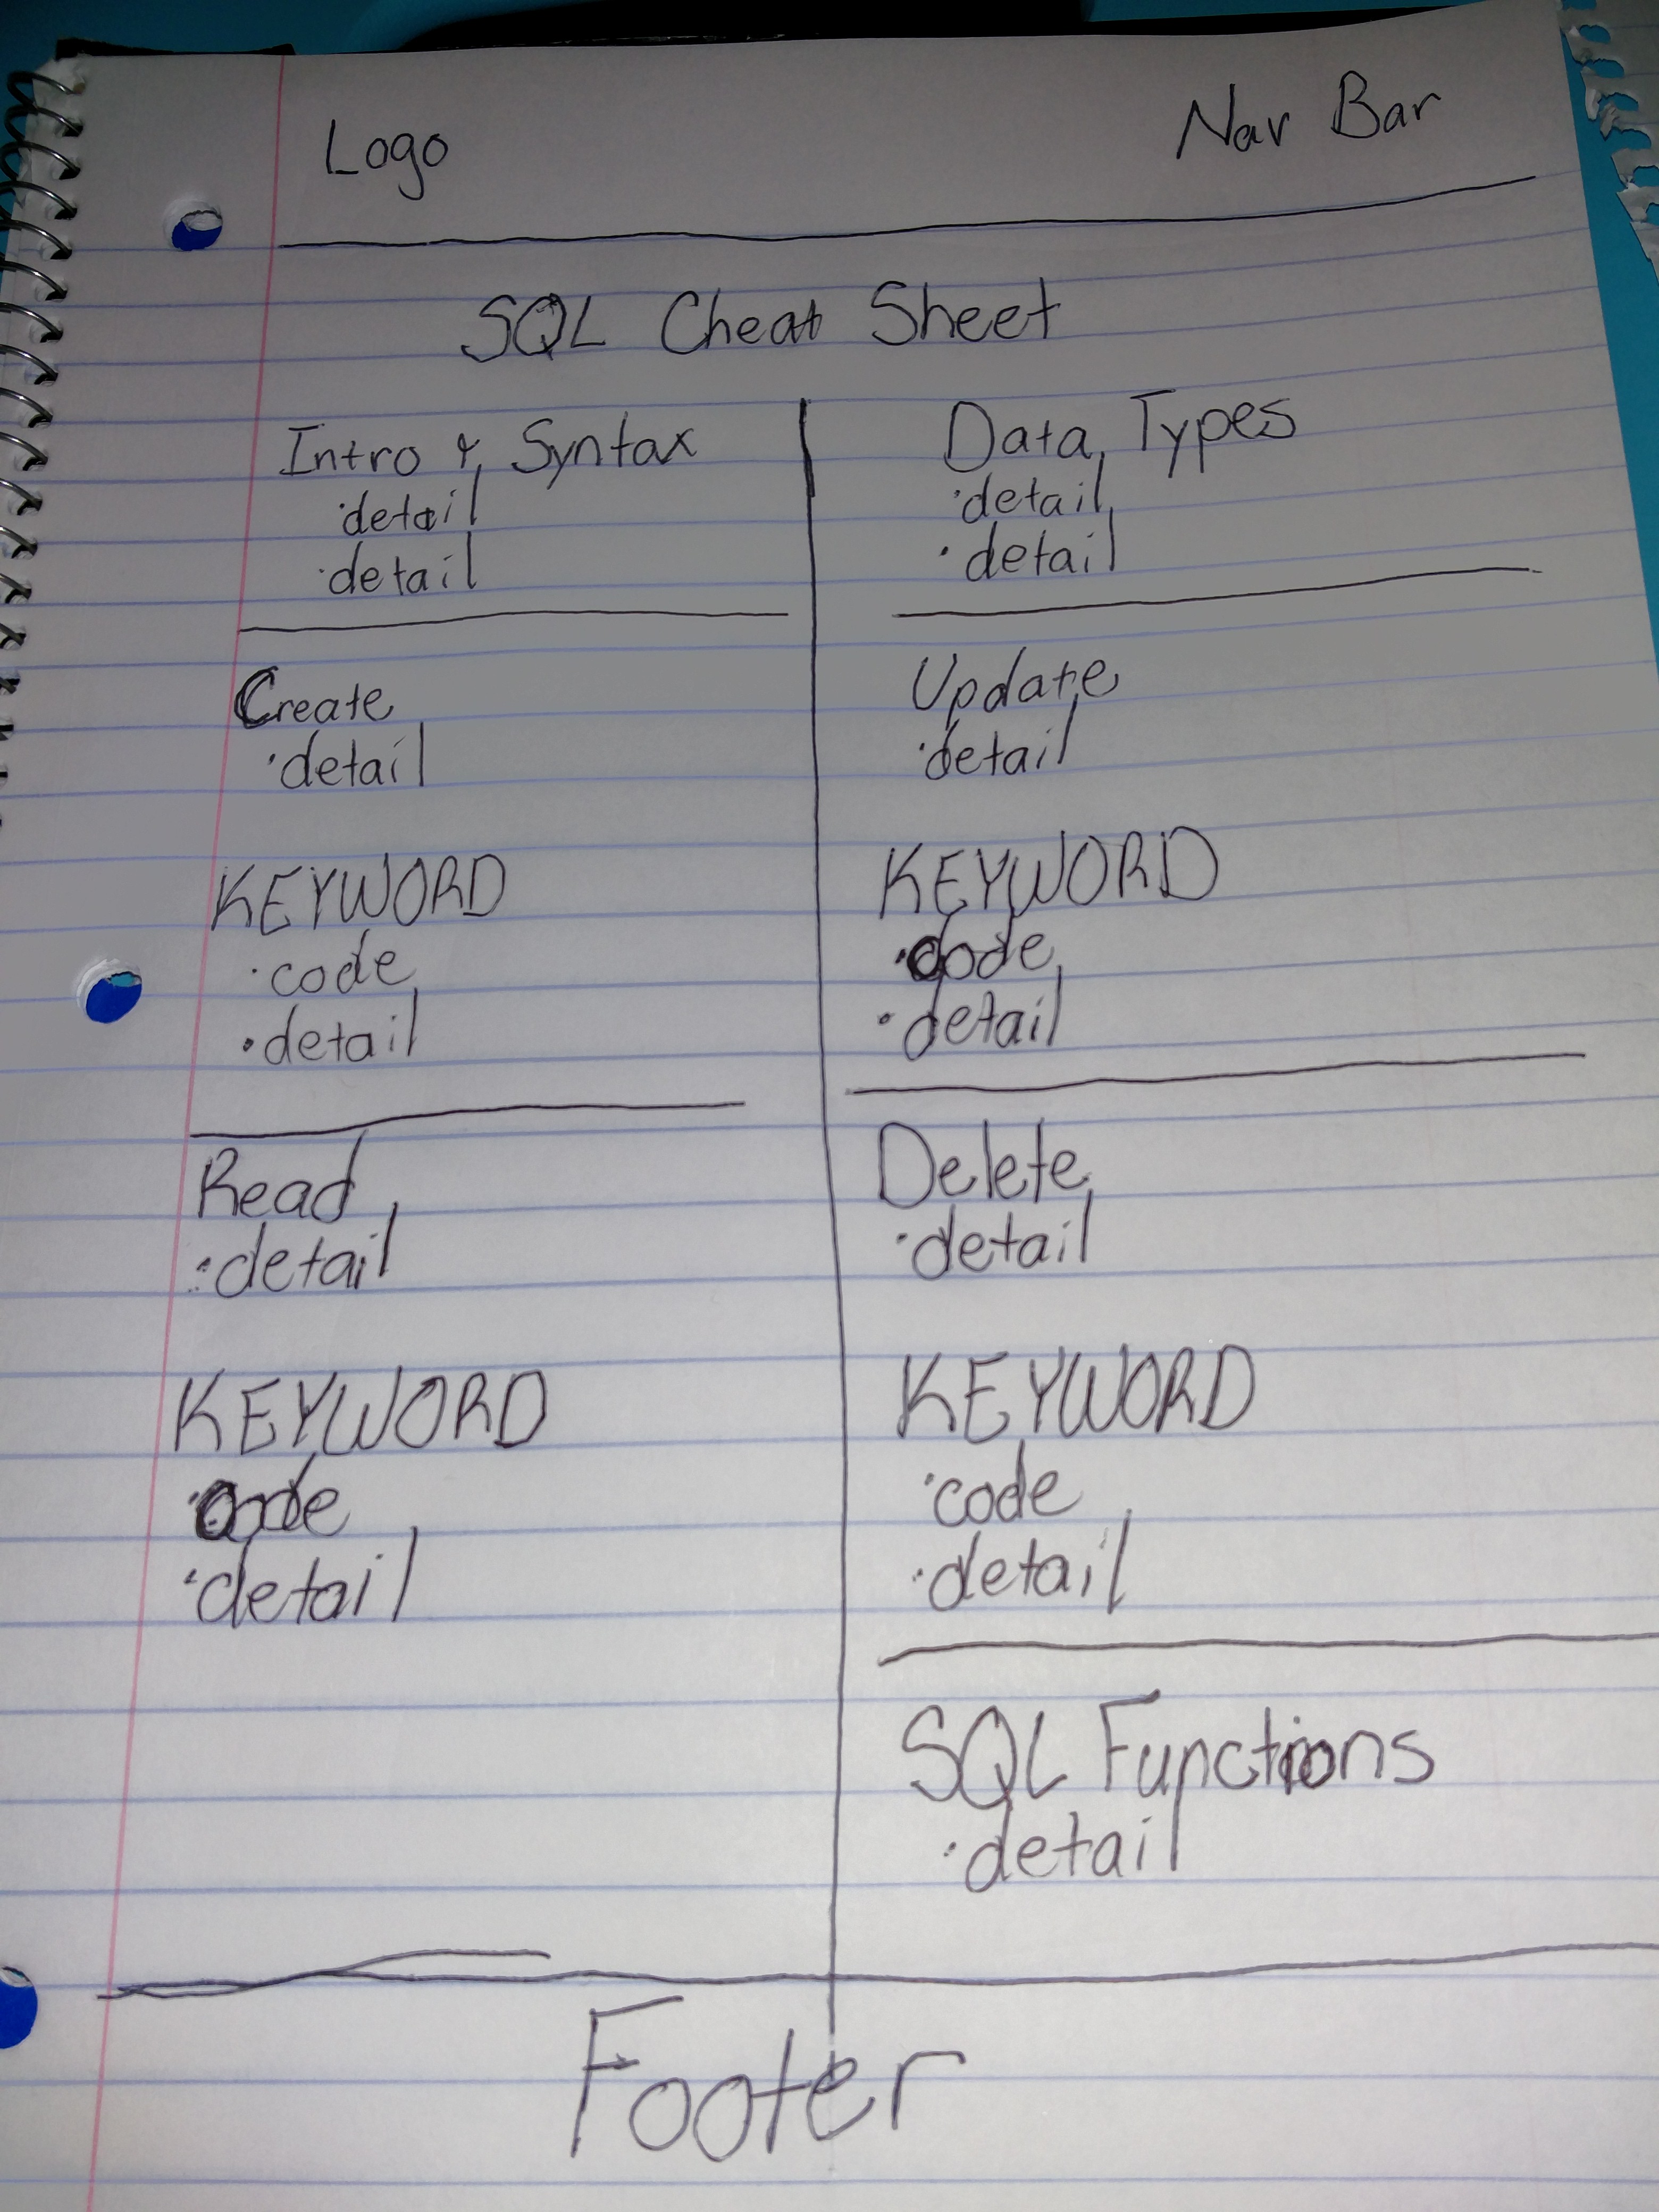 Logo
Nav Bar
SQL Cheat Sheet
Intro & Syntax
·detail
·detail
Create
·detail
KEYWORD
·code
·detail
Read
·detail
KEYWORD
·code
·detail
Data Types
·detail
·detail
Update
·detail
KEYWORD
·code
·detail
Delete
·detail
KEYWORD
·code
·detail
SQL Functions
·detail
Footer